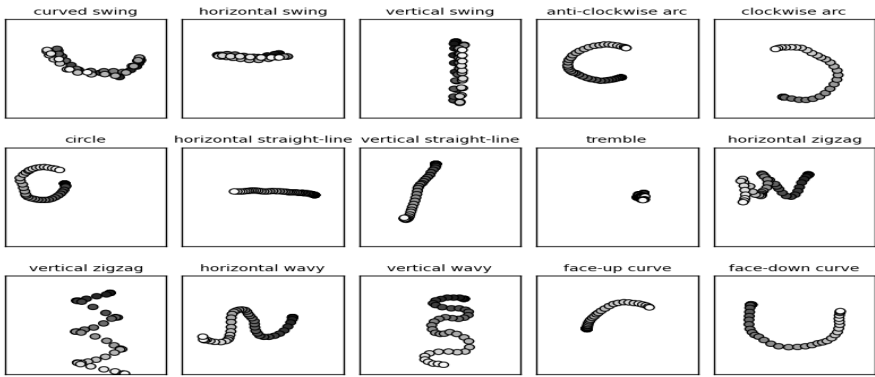 curved swing
horizontal swing
vertical swing
anti-clockwise arc
clockwise arc
circle
horizontal straight-line
vertical straight-line
tremble
horizontal zigzag
vertical zigzag
horizontal wavy
vertical wavy
face-up curve
face-down curve